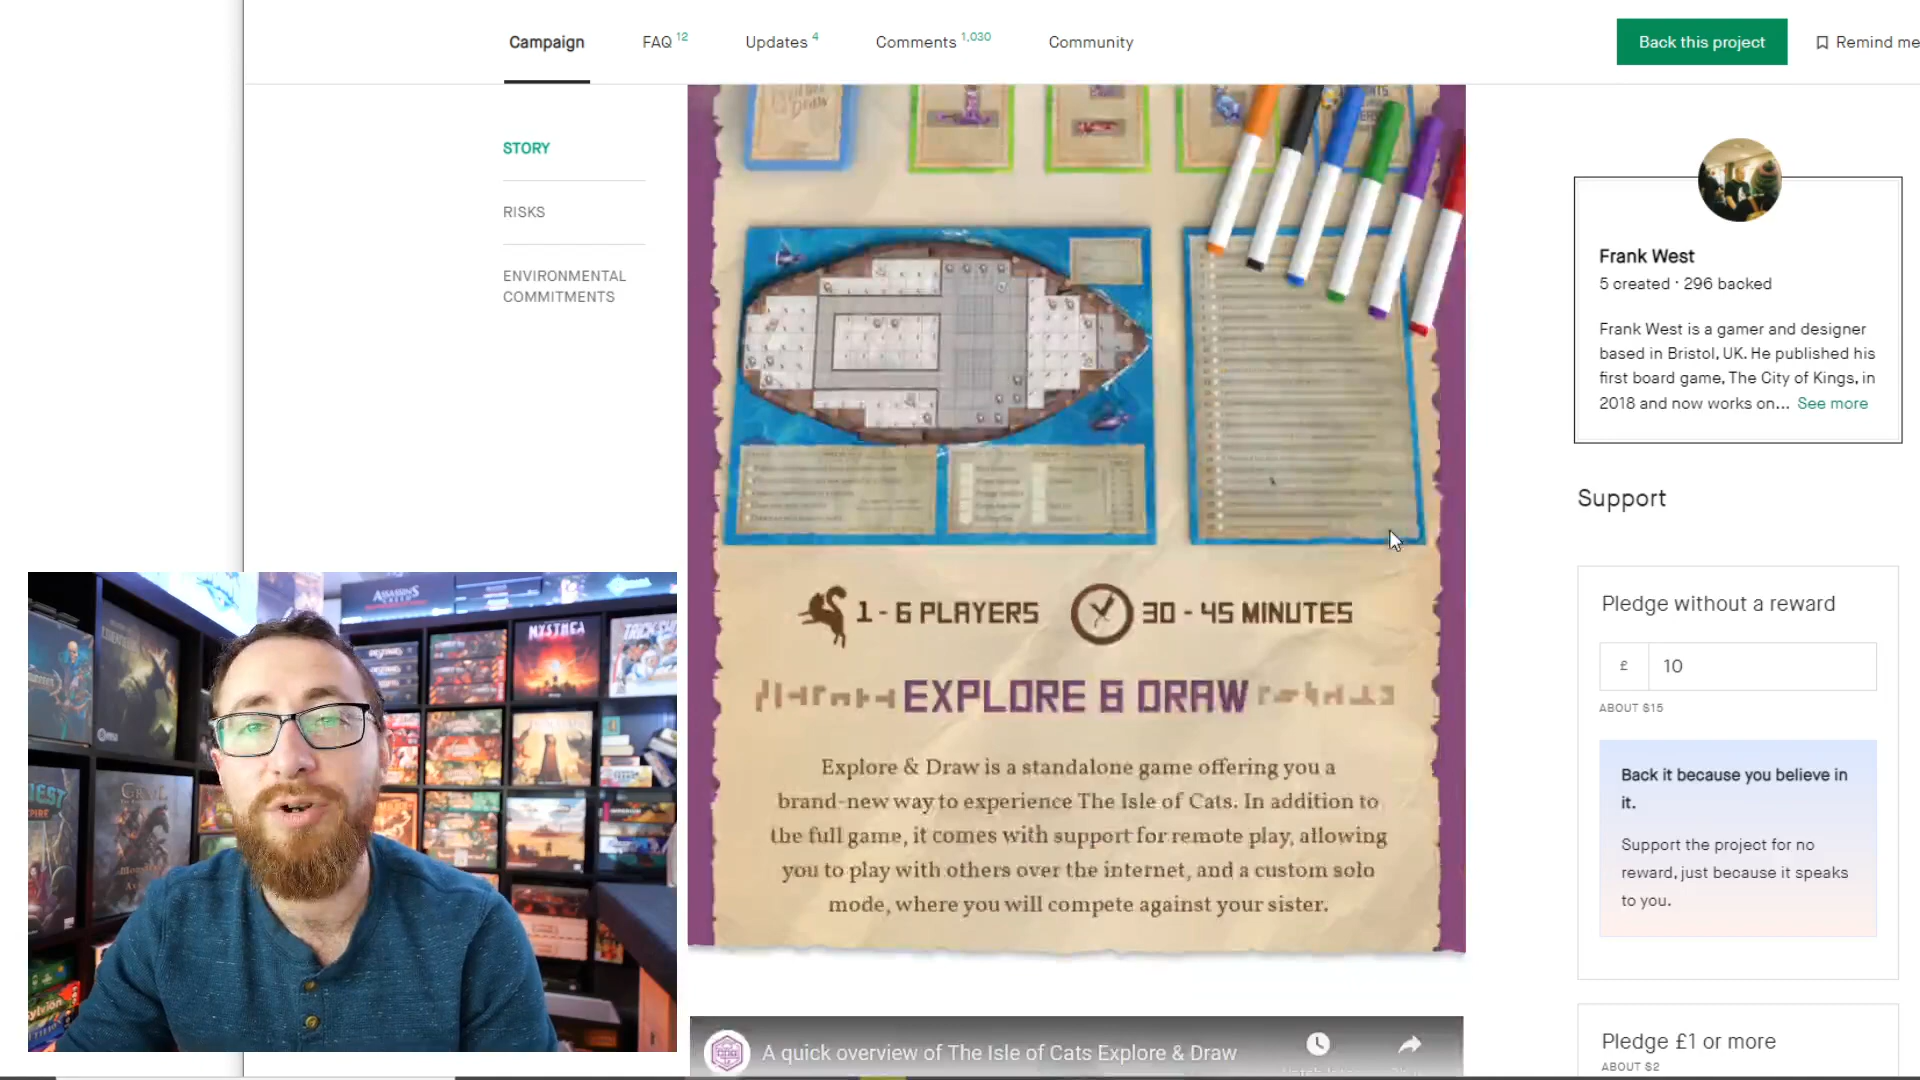 Campaign
FAQ 12
Updates 4
Comments 1,030
Community
Back this project
Remind me
STORY
RISKS
ENVIRONMENTAL
COMMITMENTS
Frank West
5 created · 296 backed
Frank West is a gamer and designer
based in Bristol, UK. He published his
first board game, The City of Kings, in
2018 and now works on... See more
Support
1 - 6 PLAYERS
30 - 45 MINUTES
EXPLORE & DRAW
Explore & Draw is a standalone game offering you a
brand-new way to experience The Isle of Cats. In addition to
the full game, it comes with support for remote play, allowing
you to play with others over the internet, and a custom solo
mode, where you will compete against your sister.
A quick overview of The Isle of Cats Explore & Draw
Pledge without a reward
£ 10
ABOUT $15
Back it because you believe in
it.
Support the project for no
reward, just because it speaks
to you.
Pledge £1 or more
ABOUT $2
ASSASSIN'S
MYSTHEA